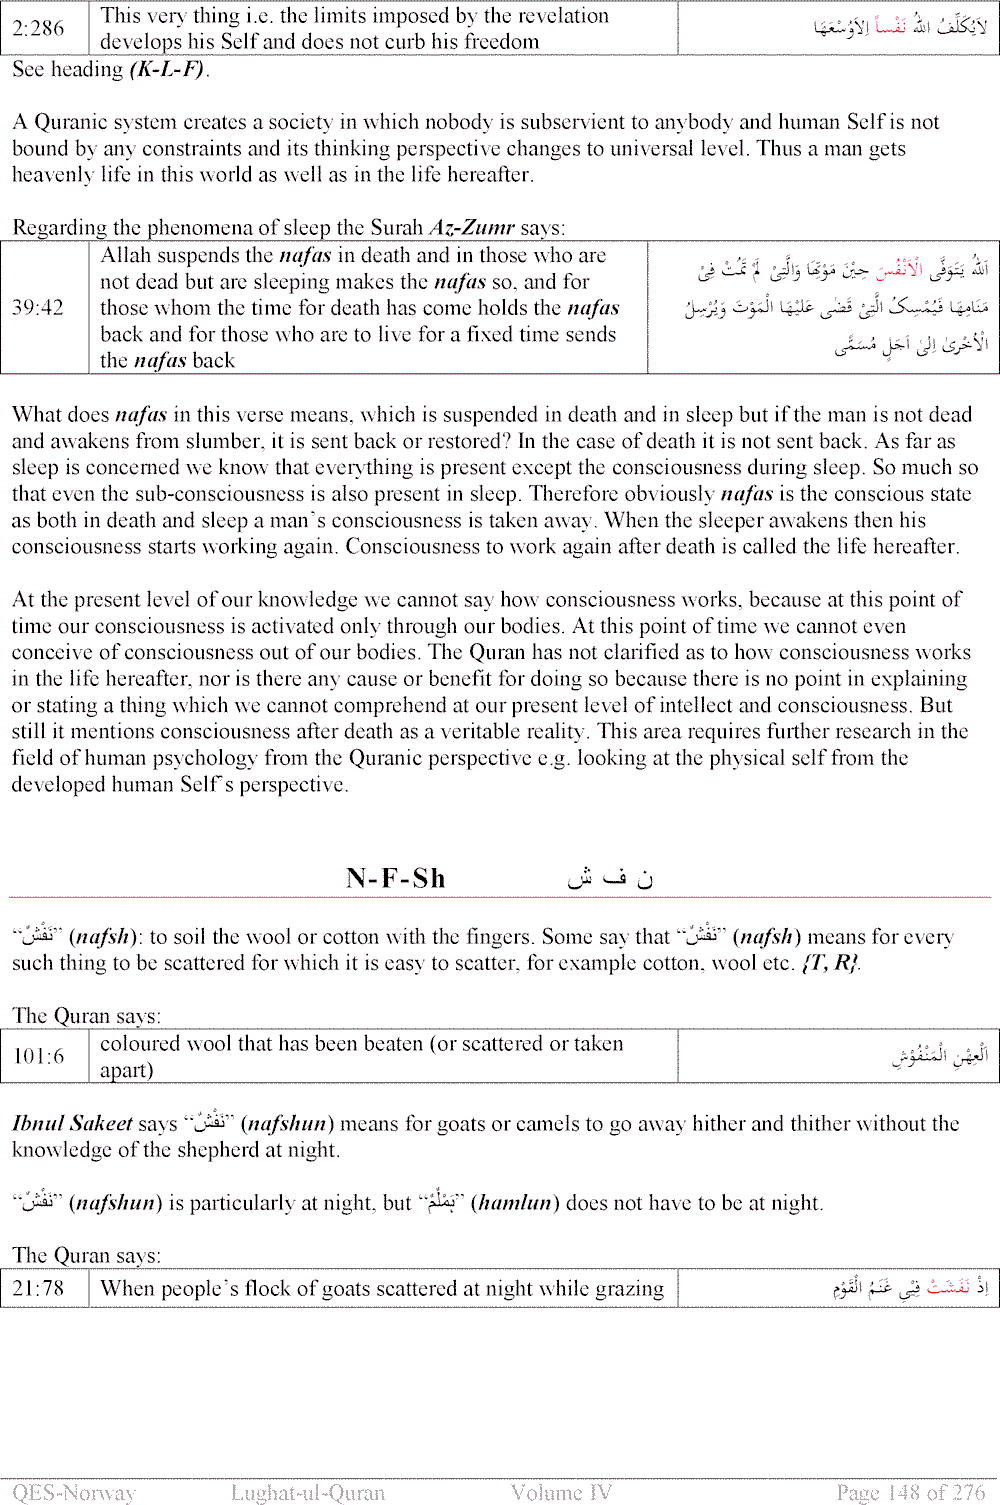 2:286 This very thing i.e. the limits imposed by the revelation لاَيُكَلِّفُ اللهُ نَفْساً اِلاَوُسْعَهَا
develops his Self and does not curb his freedom
See heading (K-L-F).
A Quranic system creates a society in which nobody is subservient to anybody and human Self is not
bound by any constraints and its thinking perspective changes to universal level. Thus a man gets
heavenly life in this world as well as in the life hereafter.
Regarding the phenomena of sleep the Surah Az-Zumr says:
39:42 Allah suspends the nafas in death and in those who are
not dead but are sleeping makes the nafas so, and for
those whom the time for death has come holds the nafas
back and for those who are to live for a fixed time sends
the nafas back
اَللهُ يَتَوَفَّى الْاَنْفُسَ حِيْنَ مَوْتِهَا وَالَّتِىْ لَمْ تَمُتْ فِىْ
مَنَامِهَا فَيُمْسِكُ الَّتِىْ قَضٰى عَلَيْهَا الْمَوْتَ وَيُرْسِلُ
الْاُخْرىٰ اِلىٰ اَجَلٍ مُسَمًّى
What does nafas in this verse means, which is suspended in death and in sleep but if the man is not dead
and awakens from slumber, it is sent back or restored? In the case of death it is not sent back. As far as
sleep is concerned we know that everything is present except the consciousness during sleep. So much so
that even the sub-consciousness is also present in sleep. Therefore obviously nafas is the conscious state
as both in death and sleep a man's consciousness is taken away. When the sleeper awakens then his
consciousness starts working again. Consciousness to work again after death is called the life hereafter.
At the present level of our knowledge we cannot say how consciousness works, because at this point of
time our consciousness is activated only through our bodies. At this point of time we cannot even
conceive of consciousness out of our bodies. The Quran has not clarified as to how consciousness works
in the life hereafter, nor is there any cause or benefit for doing so because there is no point in explaining
or stating a thing which we cannot comprehend at our present level of intellect and consciousness. But
still it mentions consciousness after death as a veritable reality. This area requires further research in the
field of human psychology from the Quranic perspective e.g. looking at the physical self from the
developed human Self's perspective.
N-F-Sh ن ف ش
“نَفْشٌ” (nafsh): to soil the wool or cotton with the fingers. Some say that “نَفْشٌ” (nafsh) means for every
such thing to be scattered for which it is easy to scatter, for example cotton, wool etc. {T, R}.
The Quran says:
101:6 coloured wool that has been beaten (or scattered or taken اَلْعِهْنِ الْمَنْفُوْشِ
apart)
Ibnul Sakeet says “نَفْشٌ” (nafshun) means for goats or camels to go away hither and thither without the
knowledge of the shepherd at night.
“نَفْشٌ” (nafshun) is particularly at night, but (hamlun) does not have to be at night.
The Quran says:
21:78 When people's flock of goats scattered at night while grazing اِذْ نَفَشَتْ فِيْهِ غَنَمُ الْقَوْمِ
QES-Norway Lughat-ul-Quran Volume IV Page 148 of 276